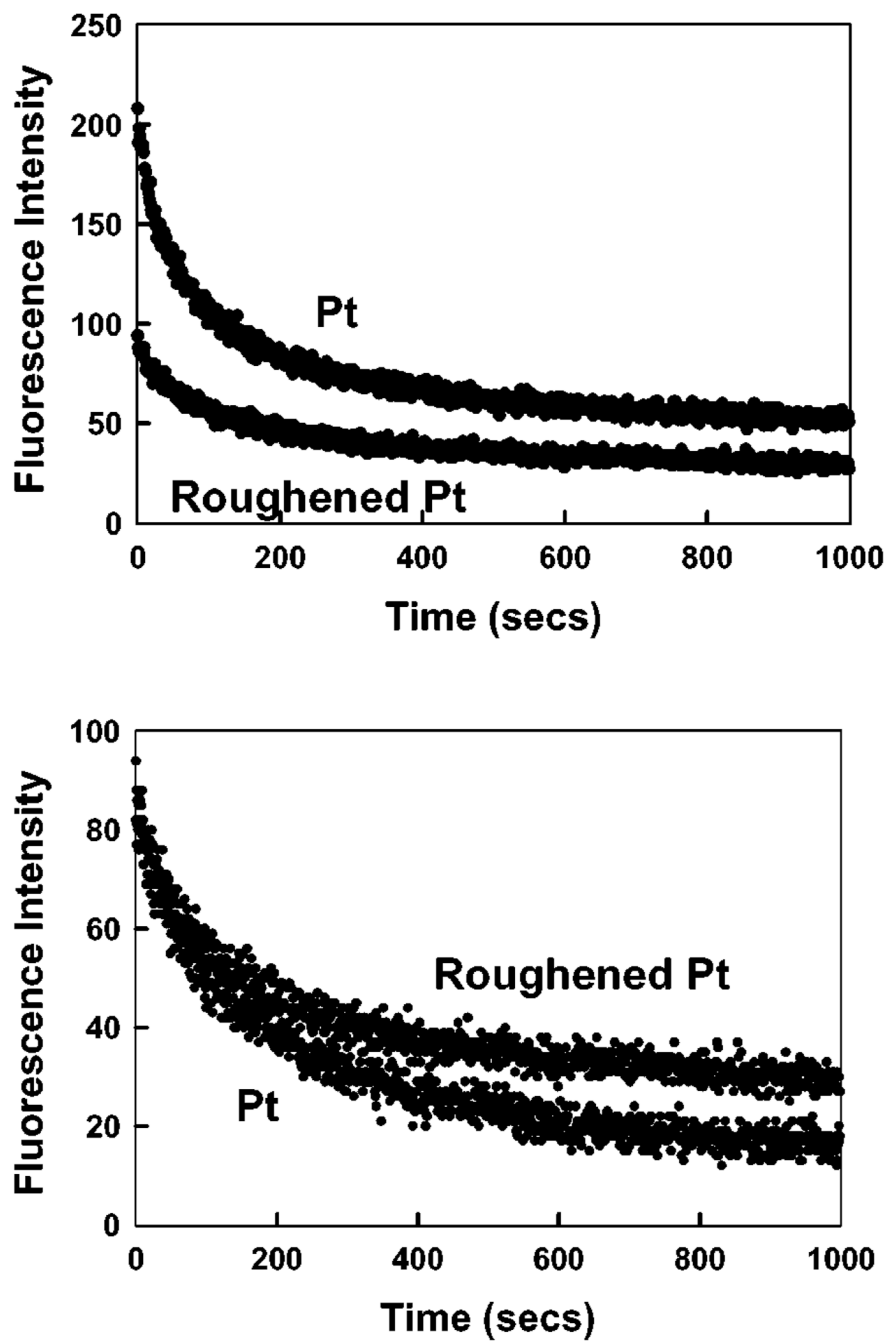 250
200
150
100
50
0
Fluorescence Intensity
Pt
Roughened Pt
0 200 400 600 800 1000
Time (secs)
100
80
60
40
20
0
Fluorescence Intensity
Roughened Pt
Pt
0 200 400 600 800 1000
Time (secs)